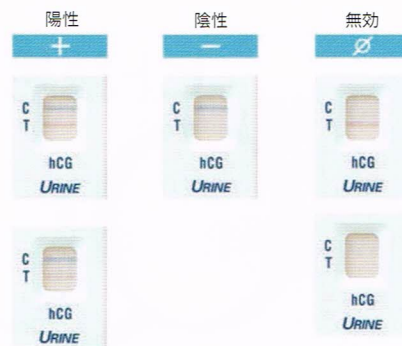 陽性
陰性
無効
+
−
Ø
C
T
hCG
URINE
C
T
hCG
URINE
C
T
hCG
URINE
C
T
hCG
URINE
C
T
hCG
URINE